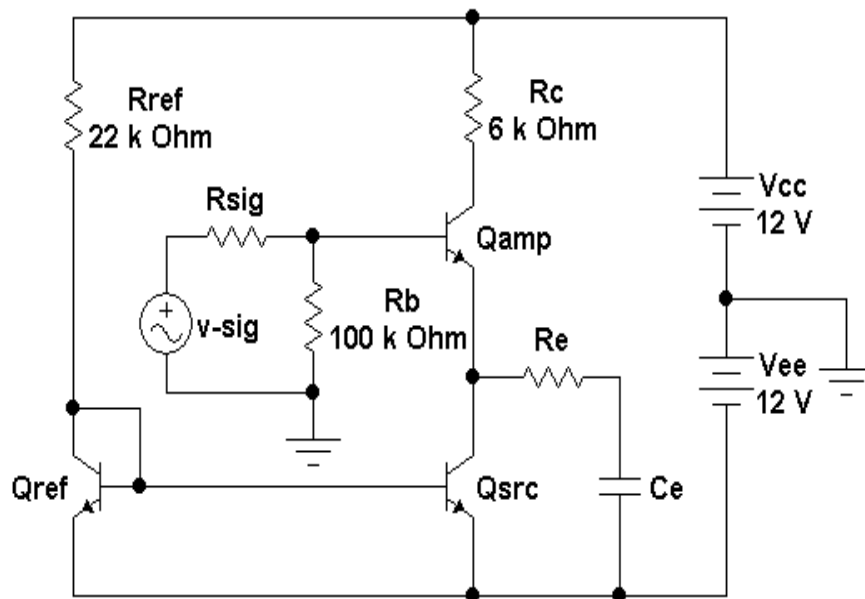 Rref
22 k Ohm
Rc
6 k Ohm
Vcc
12 V
Rsig
Qamp
v-sig
Rb
100 k Ohm
Re
Vee
12 V
Qref
Qsrc
Ce